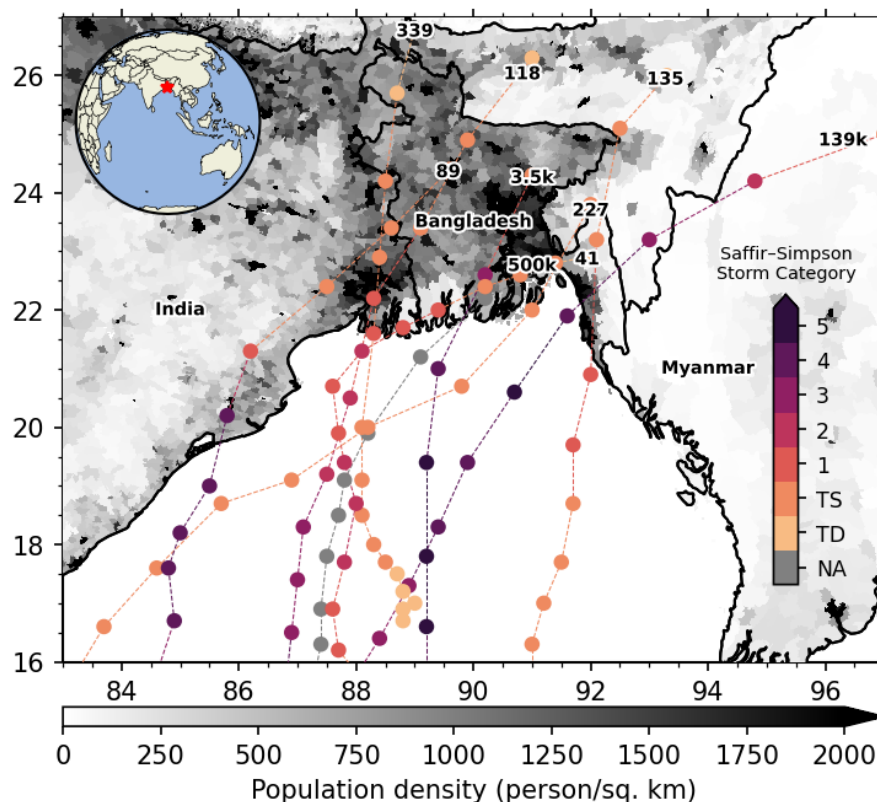 339
118
135
139k
89
3.5k
Bangladesh
227
41
500k
India
Myanmar
Saffir–Simpson
Storm Category
5
4
3
2
1
TS
TD
NA
26
24
22
20
18
16
84
86
88
90
92
94
96
0
250
500
750
1000
1250
1500
1750
2000
Population density (person/sq. km)